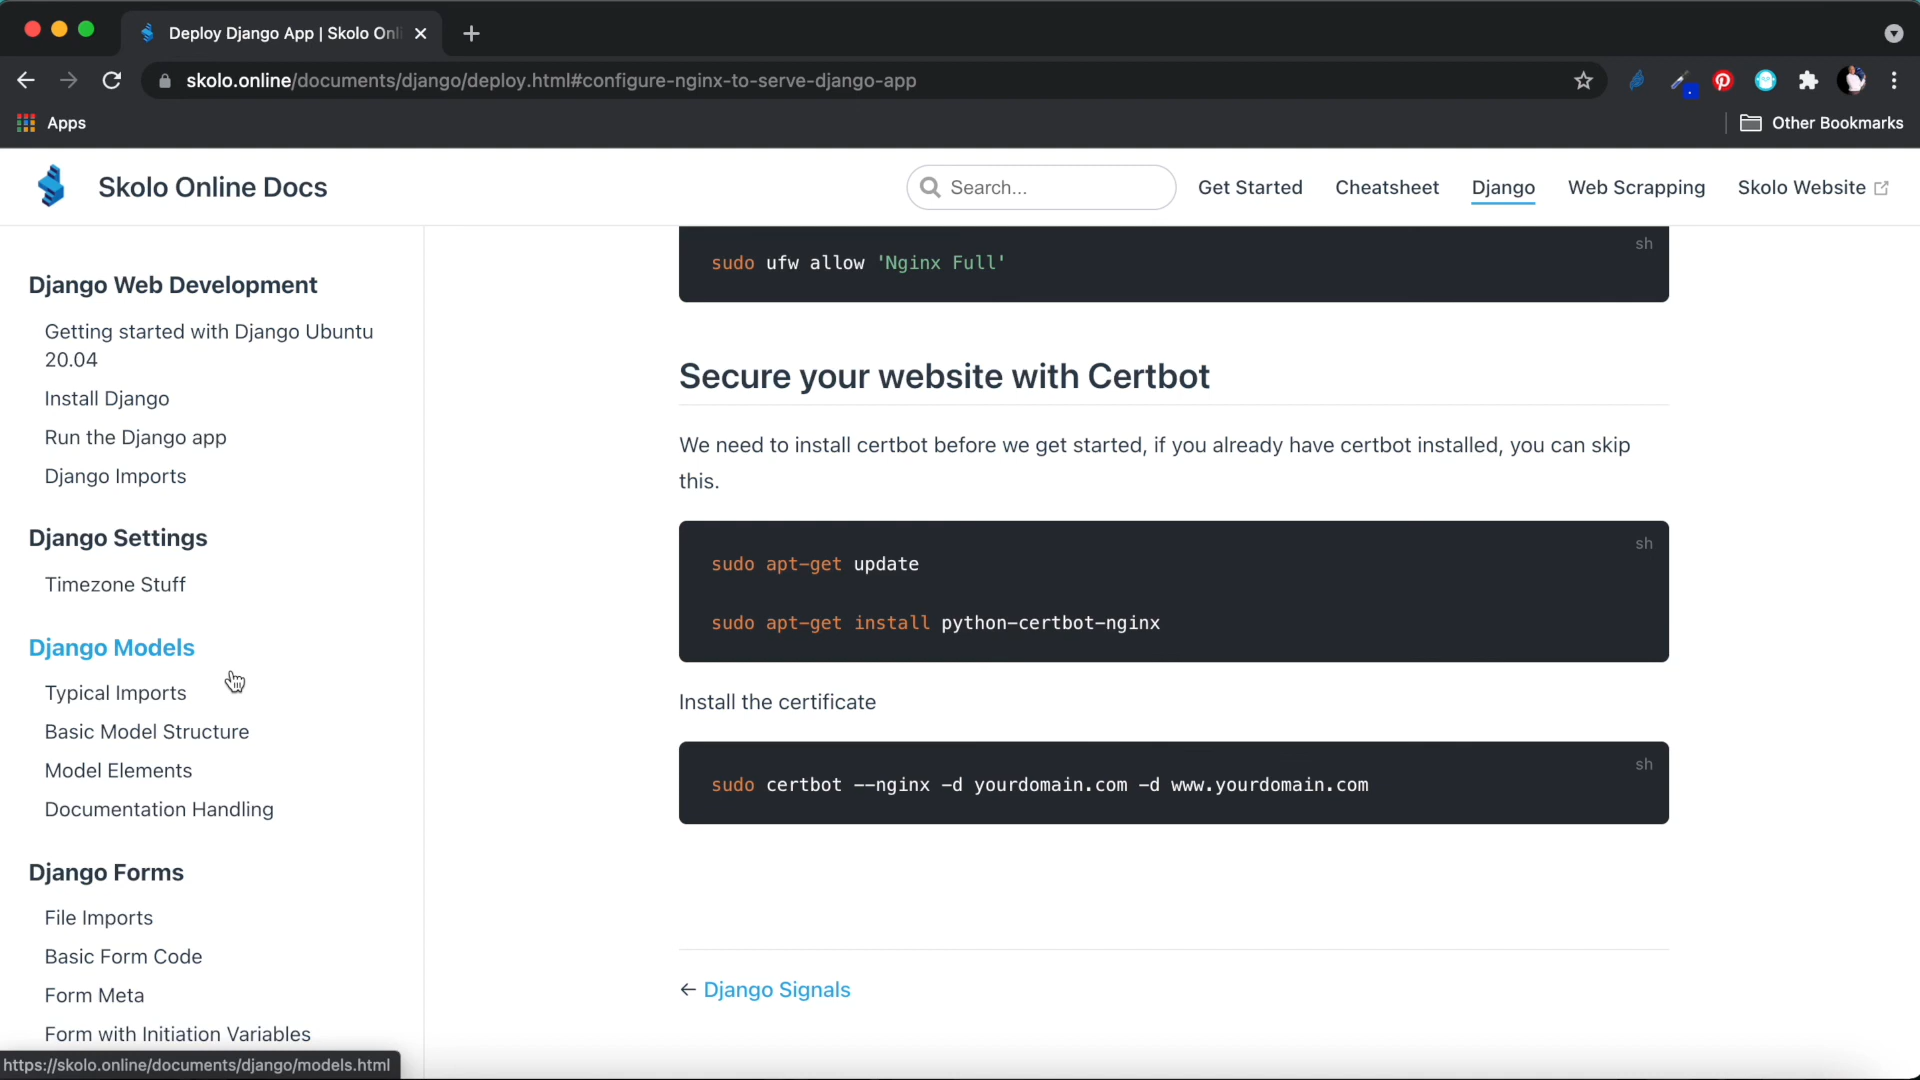 Deploy Django App | Skolo Onli
skolo.online/documents/django/deploy.html#configure-nginx-to-serve-django-app
Apps
Other Bookmarks
Skolo Online Docs
Search...
Get Started
Cheatsheet
Django
Web Scrapping
Skolo Website
Django Web Development
Getting started with Django Ubuntu
20.04
Install Django
Run the Django app
Django Imports
Django Settings
Timezone Stuff
Django Models
Typical Imports
Basic Model Structure
Model Elements
Documentation Handling
Django Forms
File Imports
Basic Form Code
Form Meta
Form with Initiation Variables
https://skolo.online/documents/django/models.html
sh
sudo ufw allow 'Nginx Full'
Secure your website with Certbot
We need to install certbot before we get started, if you already have certbot installed, you can skip
this.
sh
sudo apt-get update
sudo apt-get install python-certbot-nginx
Install the certificate
sh
sudo certbot --nginx -d yourdomain.com -d www.yourdomain.com
← Django Signals